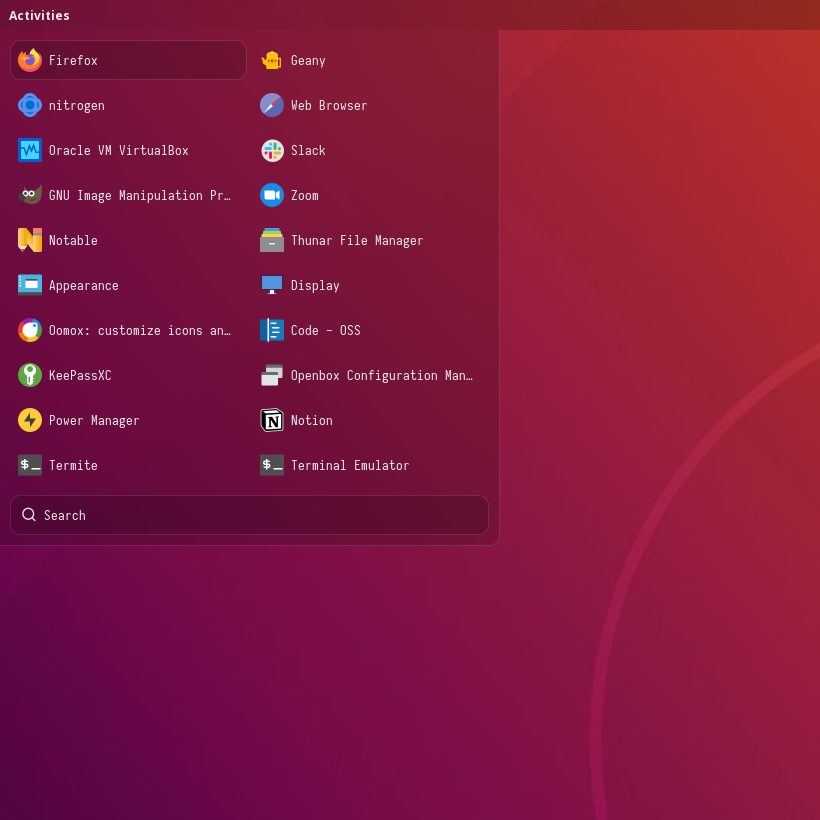 Activities
Firefox
Geany
nitrogen
Web Browser
Oracle VM VirtualBox
Slack
GNU Image Manipulation Pr…
Zoom
Notable
Thunar File Manager
Appearance
Display
Oomox: customize icons an…
Code - OSS
KeePassXC
Openbox Configuration Man…
Power Manager
Notion
$_ Termite
$_ Terminal Emulator
Search